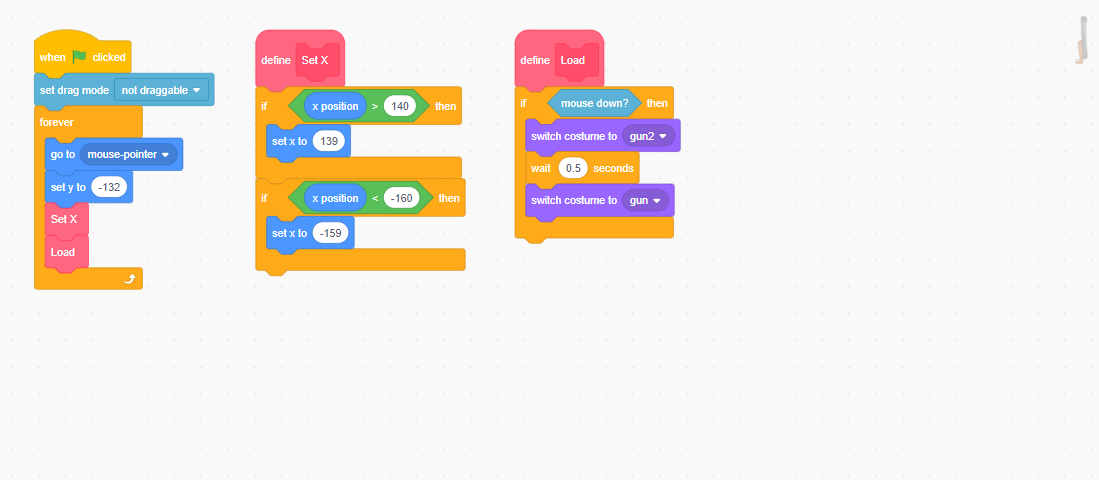 when clicked
set drag mode not draggable
forever
go to mouse-pointer
set y to -132
Set X
Load
define Set X
if x position > 140 then
set x to 139
if x position < -160 then
set x to -159
define Load
if mouse down? then
switch costume to gun2
wait 0.5 seconds
switch costume to gun